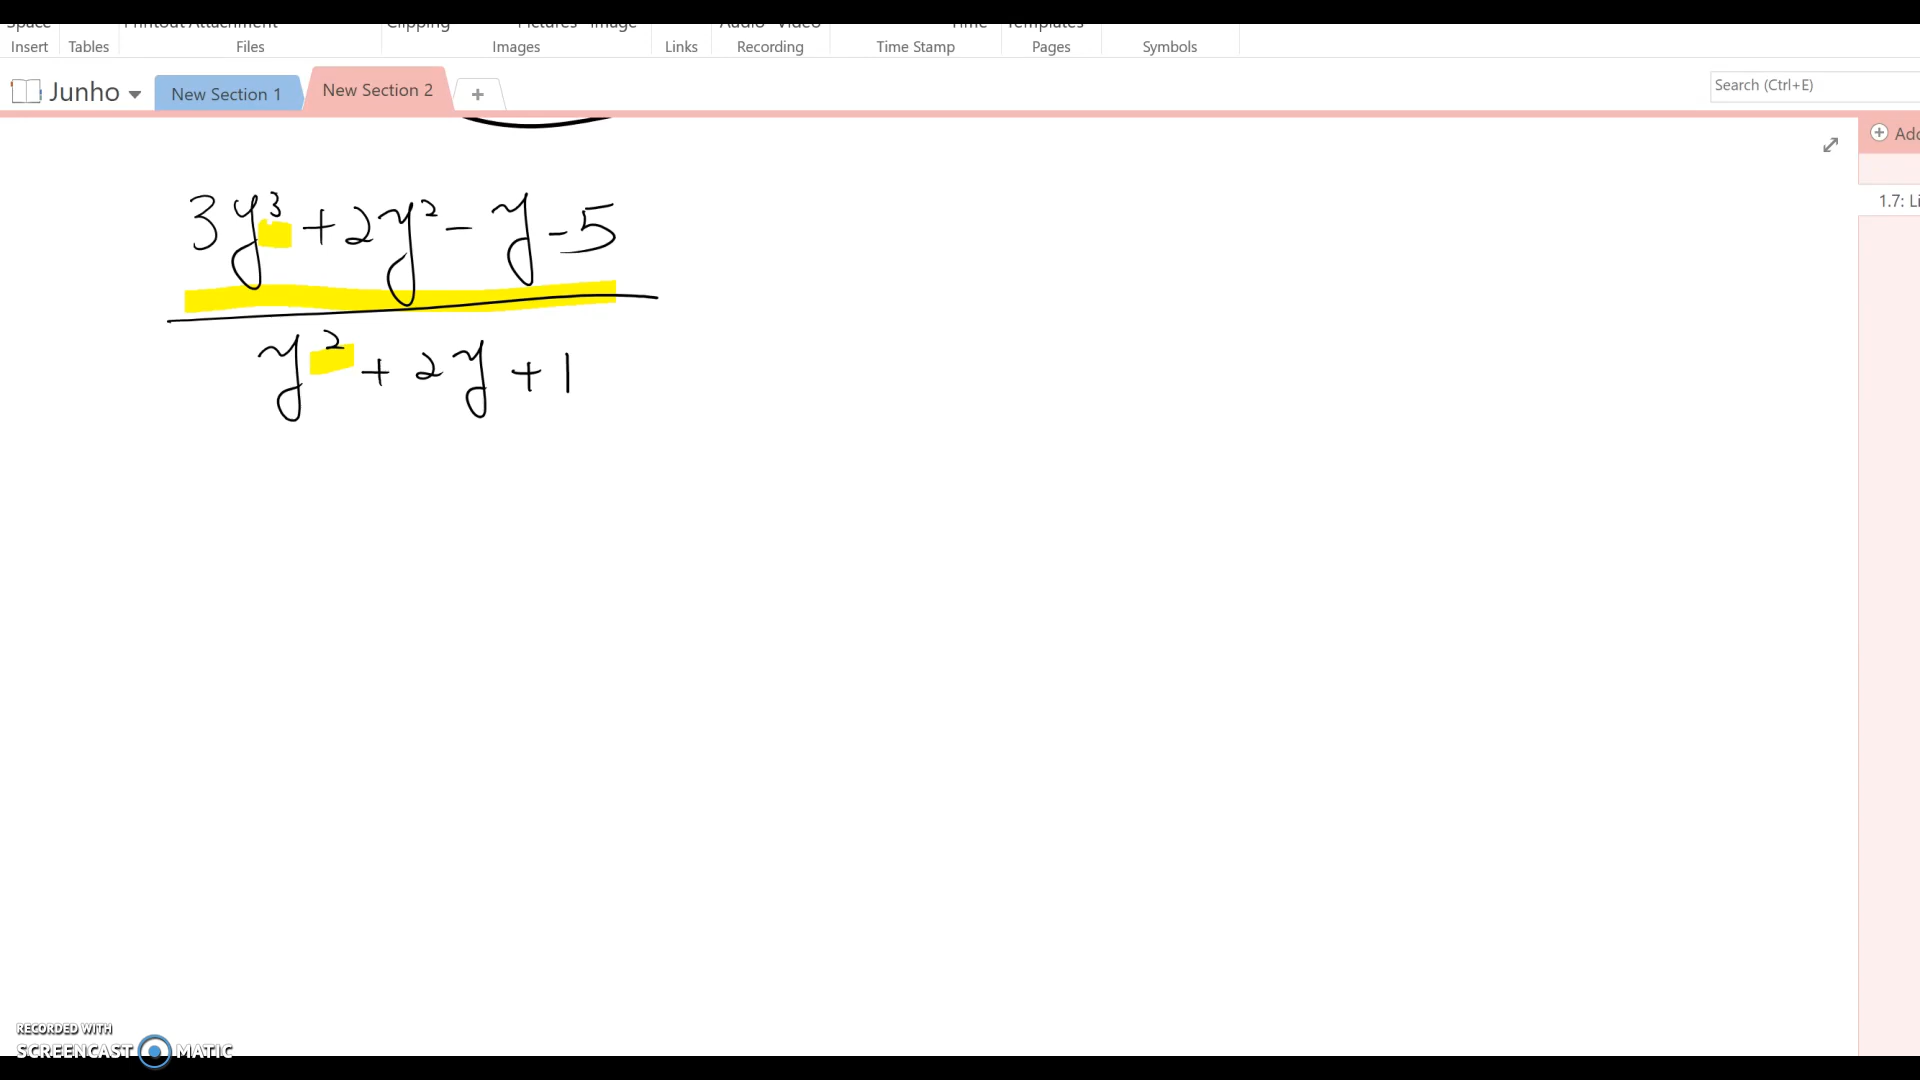 Insert Tables Files Images Links Recording Time Stamp Pages Symbols
Junho New Section 1 New Section 2 + Search (Ctrl+E)
3y³ + 2y² - y - 5
y² + 2y + 1
1.7: Li
RECORDED WITH
SCREENCAST MATIC